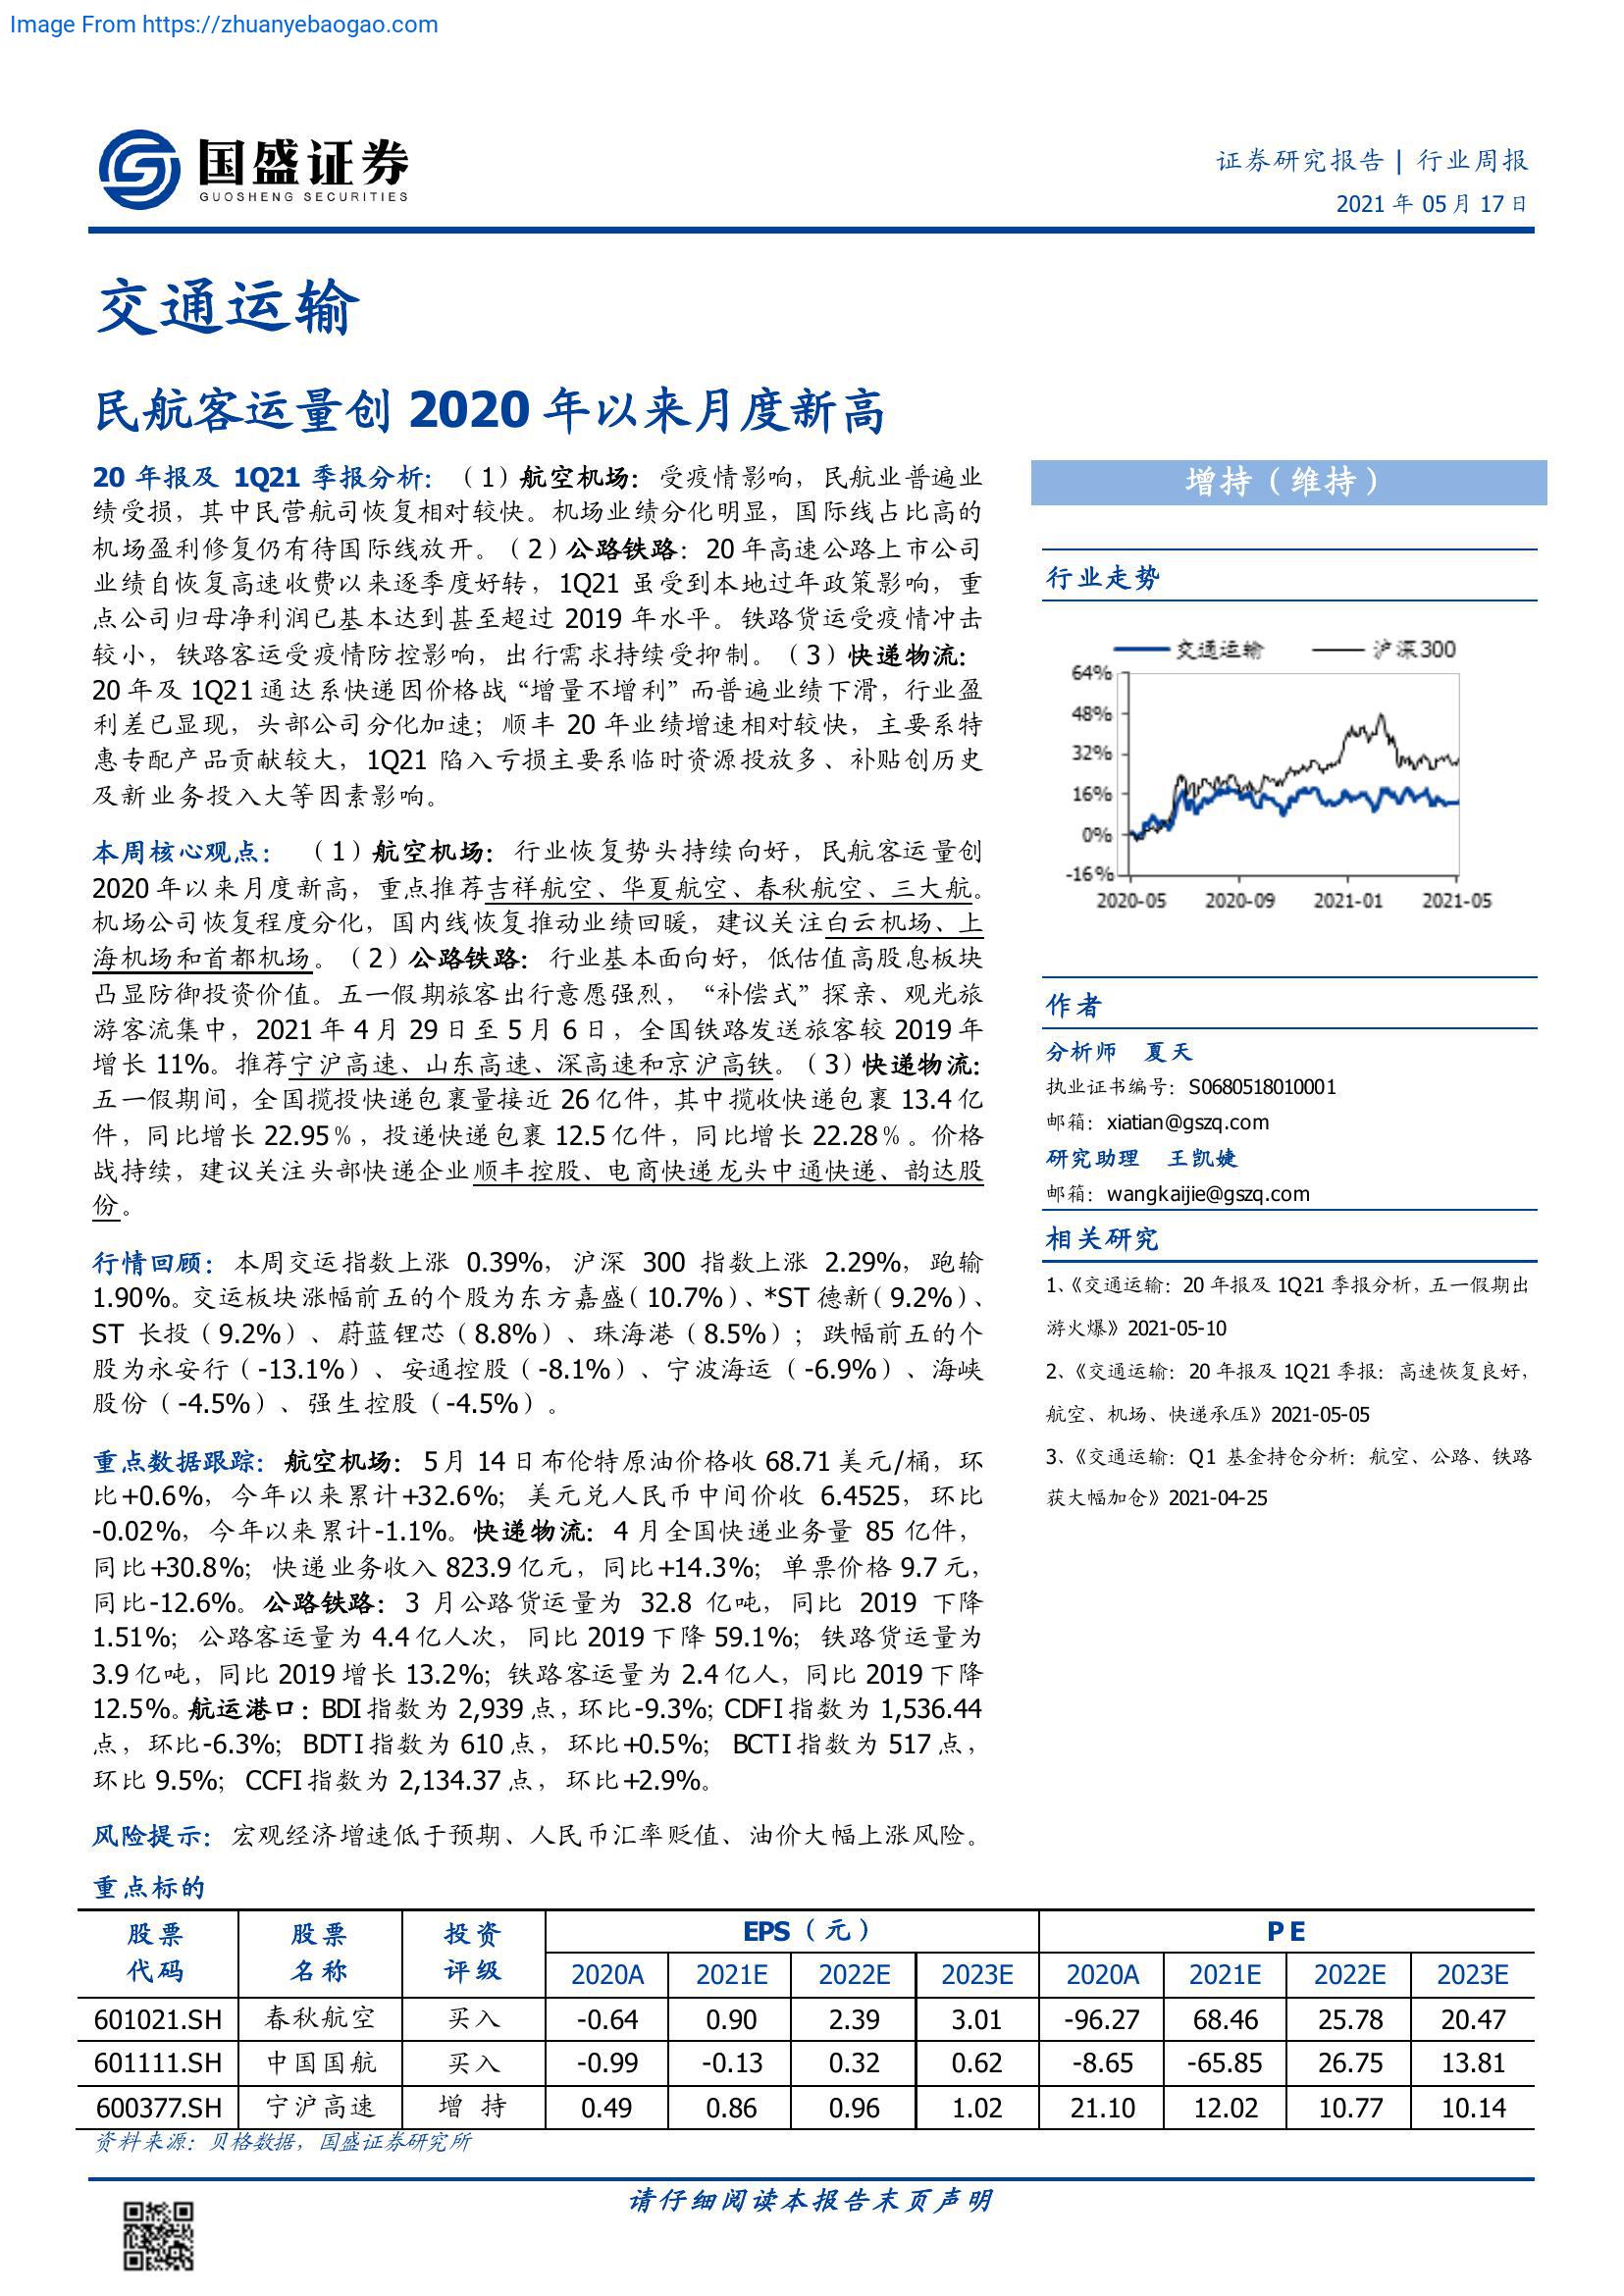 Image From https://zhuanyebaogao.com
国盛证券
GUOSHENG SECURITIES
证券研究报告 | 行业周报
2021 年 05 月 17 日
交通运输
民航客运量创 2020 年以来月度新高
20 年报及 1Q21 季报分析：（1）航空机场：受疫情影响，民航业普遍业
绩受损，其中民营航司恢复相对较快。机场业绩分化明显，国际线占比高的
机场盈利修复仍有待国际线放开。（2）公路铁路：20 年高速公路上市公司
业绩自恢复高速收费以来逐季度好转，1Q21 虽受到本地过年政策影响，重
点公司归母净利润已基本达到甚至超过 2019 年水平。铁路货运受疫情冲击
较小，铁路客运受疫情防控影响，出行需求持续受抑制。（3）快递物流：
20 年及 1Q21 通达系快递因价格战“增量不增利”而普遍业绩下滑，行业盈
利差已显现，头部公司分化加速；顺丰 20 年业绩增速相对较快，主要系特
惠专配产品贡献较大，1Q21 陷入亏损主要系临时资源投放多、补贴创历史
及新业务投入大等因素影响。
本周核心观点：（1）航空机场：行业恢复势头持续向好，民航客运量创
2020 年以来月度新高，重点推荐吉祥航空、华夏航空、春秋航空、三大航。
机场公司恢复程度分化，国内线恢复推动业绩回暖，建议关注白云机场、上
海机场和首都机场。（2）公路铁路：行业基本面向好，低估值高股息板块
凸显防御投资价值。五一假期旅客出行意愿强烈，“补偿式”探亲、观光旅
游客流集中，2021 年 4 月 29 日至 5 月 6 日，全国铁路发送旅客较 2019 年
增长 11%。推荐宁沪高速、山东高速、深高速和京沪高铁。（3）快递物流：
五一假期间，全国揽投快递包裹量接近 26 亿件，其中揽收快递包裹 13.4 亿
件，同比增长 22.95％，投递快递包裹 12.5 亿件，同比增长 22.28％。价格
战持续，建议关注头部快递企业顺丰控股、电商快递龙头中通快递、韵达股
份。
行情回顾：本周交运指数上涨 0.39%，沪深 300 指数上涨 2.29%，跑输
1.90%。交运板块涨幅前五的个股为东方嘉盛（10.7%）、*ST 德新（9.2%）、
ST 长投（9.2%）、蔚蓝锂芯（8.8%）、珠海港（8.5%）；跌幅前五的个
股为永安行（-13.1%）、安通控股（-8.1%）、宁波海运（-6.9%）、海峡
股份（-4.5%）、强生控股（-4.5%）。
重点数据跟踪：航空机场：5 月 14 日布伦特原油价格收 68.71 美元/桶，环
比+0.6%，今年以来累计+32.6%；美元兑人民币中间价收 6.4525，环比
-0.02%，今年以来累计-1.1%。快递物流：4 月全国快递业务量 85 亿件，
同比+30.8%；快递业务收入 823.9 亿元，同比+14.3%；单票价格 9.7 元，
同比-12.6%。公路铁路：3 月公路货运量为 32.8 亿吨，同比 2019 下降
1.51%；公路客运量为 4.4 亿人次，同比 2019 下降 59.1%；铁路货运量为
3.9 亿吨，同比 2019 增长 13.2%；铁路客运量为 2.4 亿人，同比 2019 下降
12.5%。航运港口：BDI 指数为 2,939 点，环比-9.3%；CDFI 指数为 1,536.44
点，环比-6.3%；BDTI 指数为 610 点，环比+0.5%；BCTI 指数为 517 点，
环比 9.5%；CCFI 指数为 2,134.37 点，环比+2.9%。
风险提示：宏观经济增速低于预期、人民币汇率贬值、油价大幅上涨风险。
增持（维持）
行业走势
交通运输 沪深300
64%
48%
32%
16%
0%
-16%
2020-05 2020-09 2021-01 2021-05
作者
分析师 夏天
执业证书编号：S0680518010001
邮箱：xiatian@gszq.com
研究助理 王凯婕
邮箱：wangkaijie@gszq.com
相关研究
1、《交通运输：20 年报及 1Q21 季报分析，五一假期出
游火爆》2021-05-10
2、《交通运输：20 年报及 1Q21 季报：高速恢复良好，
航空、机场、快递承压》2021-05-05
3、《交通运输：Q1 基金持仓分析：航空、公路、铁路
获大幅加仓》2021-04-25
重点标的
股票 股票 投资 EPS（元） PE
代码 名称 评级 2020A 2021E 2022E 2023E 2020A 2021E 2022E 2023E
601021.SH 春秋航空 买入 -0.64 0.90 2.39 3.01 -96.27 68.46 25.78 20.47
601111.SH 中国国航 买入 -0.99 -0.13 0.32 0.62 -8.65 -65.85 26.75 13.81
600377.SH 宁沪高速 增 持 0.49 0.86 0.96 1.02 21.10 12.02 10.77 10.14
资料来源：贝格数据，国盛证券研究所
请仔细阅读本报告末页声明